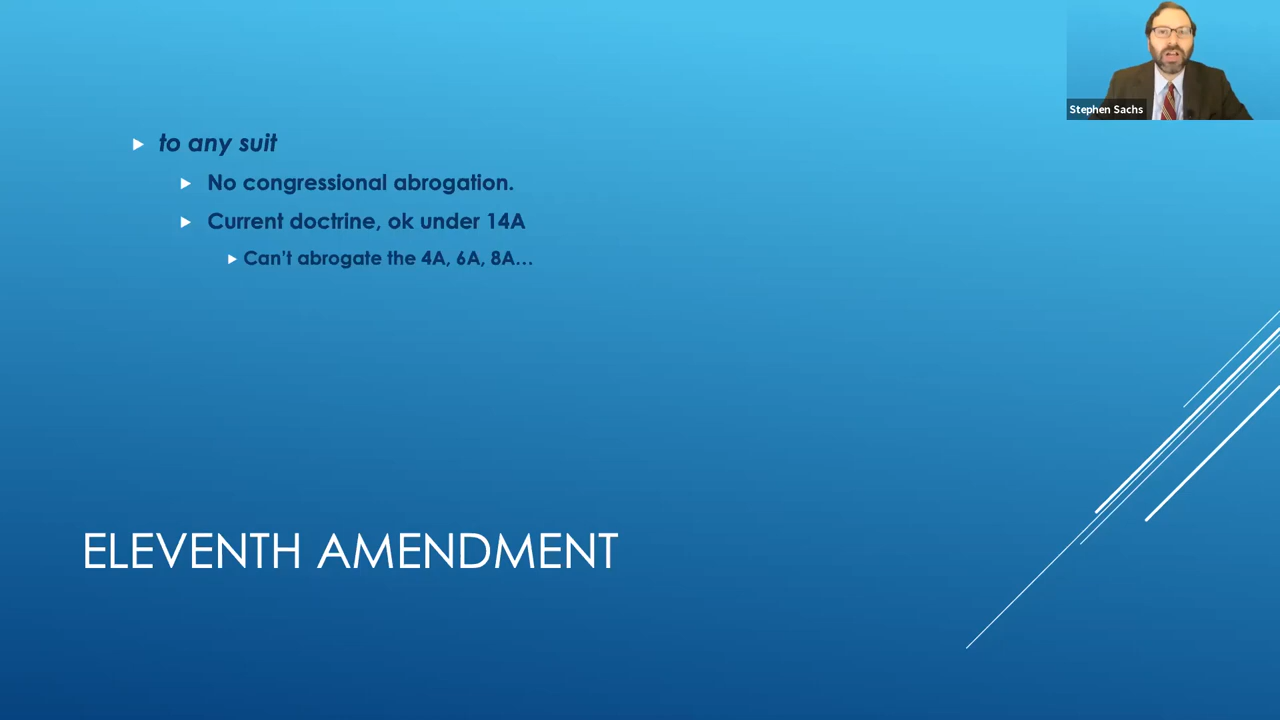 Stephen Sachs
to any suit
No congressional abrogation.
Current doctrine, ok under 14A
Can't abrogate the 4A, 6A, 8A…
ELEVENTH AMENDMENT